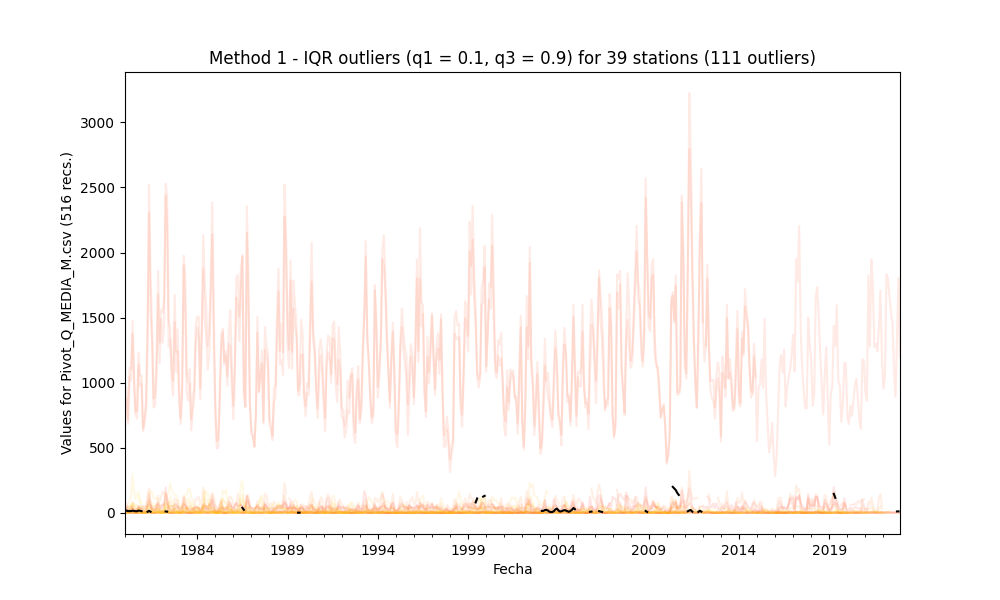 Method 1 - IQR outliers (q1 = 0.1, q3 = 0.9) for 39 stations (111 outliers)
Values for Pivot_Q_MEDIA_M.csv (516 recs.)
3000
2500
2000
1500
1000
500
0
1984 1989 1994 1999 2004 2009 2014 2019
Fecha